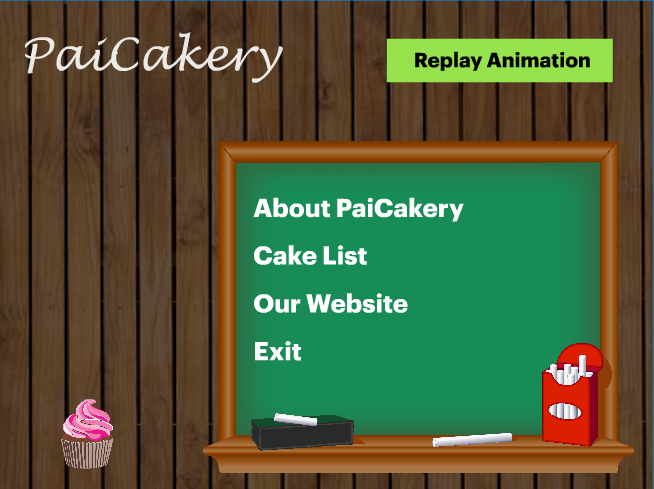 PaiCakery
Replay Animation
About PaiCakery
Cake List
Our Website
Exit